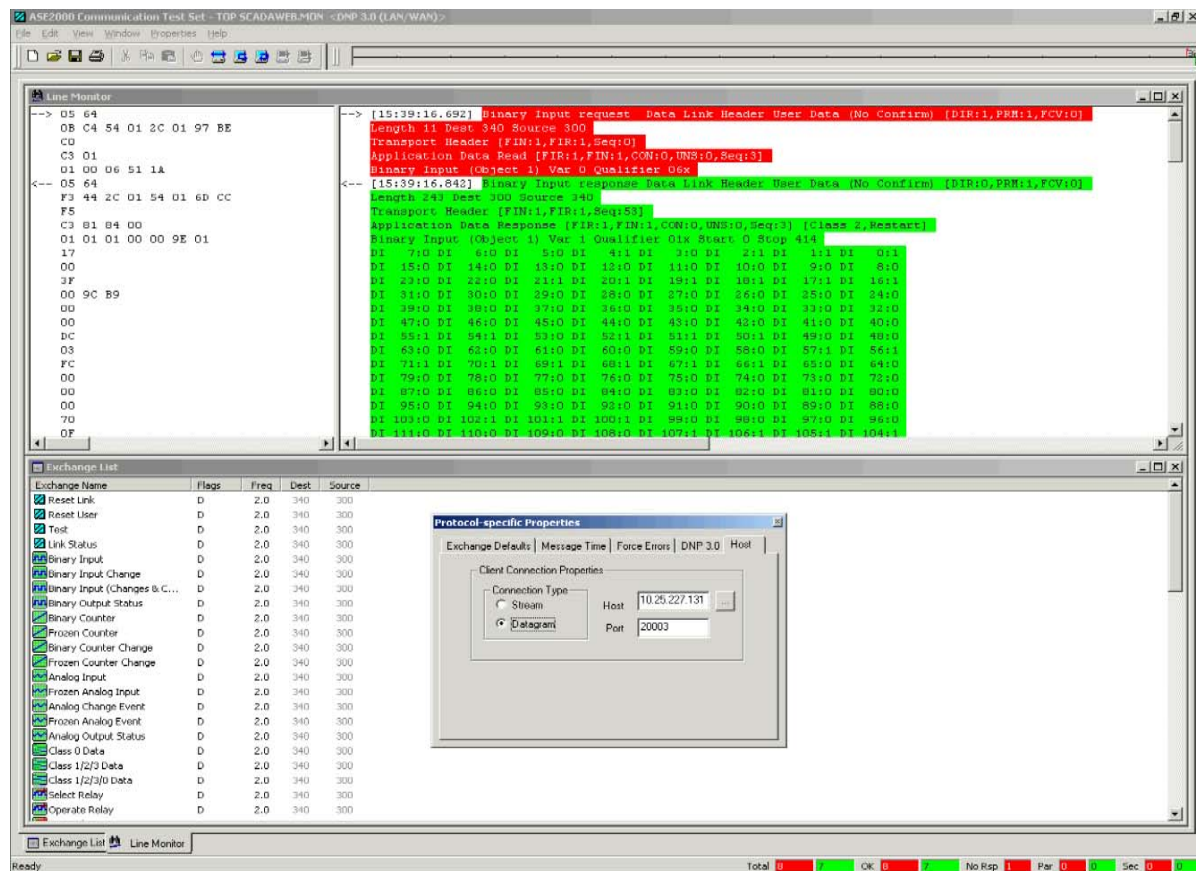 ASE2000 Communication Test Set - TOP SCADAWEB.MON <DNP 3.0 (LAN/WAN)>
File Edit View Window Properties Help
Line Monitor
--> 05 64
0B C4 54 01 2C 01 97 BE
C0
C3 01
01 00 06 51 1A
<-- 05 64
F3 44 2C 01 54 01 6D CC
F5
C3 81 84 00
01 01 01 00 00 9E 01
17
00
3F
00 9C B9
00
00
DC
03
FC
00
00
00
70
0F
--> [15:39:16.692] Binary Input request Data Link Header User Data (No Confirm) [DIR:1,PRM:1,FCV:0]
Length 11 Dest 340 Source 300
Transport Header [FIN:1,FIR:1,Seq:0]
Application Data Read [FIR:1,FIN:1,CON:0,UNS:0,Seq:3]
Binary Input (Object 1) Var 0 Qualifier 06x
<-- [15:39:16.842] Binary Input response Data Link Header User Data (No Confirm) [DIR:0,PRM:1,FCV:0]
Length 243 Dest 300 Source 340
Transport Header [FIN:1,FIR:1,Seq:53]
Application Data Response [FIR:1,FIN:1,CON:0,UNS:0,Seq:3] [Class 2,Restart]
Binary Input (Object 1) Var 1 Qualifier 01x Start 0 Stop 414
DI 7:0 DI 6:0 DI 5:0 DI 4:1 DI 3:0 DI 2:1 DI 1:1 DI 0:1
DI 15:0 DI 14:0 DI 13:0 DI 12:0 DI 11:0 DI 10:0 DI 9:0 DI 8:0
DI 23:0 DI 22:0 DI 21:1 DI 20:1 DI 19:1 DI 18:1 DI 17:1 DI 16:1
DI 31:0 DI 30:0 DI 29:0 DI 28:0 DI 27:0 DI 26:0 DI 25:0 DI 24:0
DI 39:0 DI 38:0 DI 37:0 DI 36:0 DI 35:0 DI 34:0 DI 33:0 DI 32:0
DI 47:0 DI 46:0 DI 45:0 DI 44:0 DI 43:0 DI 42:0 DI 41:0 DI 40:0
DI 55:1 DI 54:1 DI 53:0 DI 52:1 DI 51:1 DI 50:1 DI 49:0 DI 48:0
DI 63:0 DI 62:0 DI 61:0 DI 60:0 DI 59:0 DI 58:0 DI 57:1 DI 56:1
DI 71:1 DI 70:1 DI 69:1 DI 68:1 DI 67:1 DI 66:1 DI 65:0 DI 64:0
DI 79:0 DI 78:0 DI 77:0 DI 76:0 DI 75:0 DI 74:0 DI 73:0 DI 72:0
DI 87:0 DI 86:0 DI 85:0 DI 84:0 DI 83:0 DI 82:0 DI 81:0 DI 80:0
DI 95:0 DI 94:0 DI 93:0 DI 92:0 DI 91:0 DI 90:0 DI 89:0 DI 88:0
DI 103:0 DI 102:1 DI 101:1 DI 100:1 DI 99:0 DI 98:0 DI 97:0 DI 96:0
DI 111:0 DI 110:0 DI 109:0 DI 108:0 DI 107:1 DI 106:1 DI 105:1 DI 104:1
Exchange List
Exchange Name Flags Freq Dest Source
Reset Link D 2.0 340 300
Reset User D 2.0 340 300
Test D 2.0 340 300
Link Status D 2.0 340 300
Binary Input D 2.0 340 300
Binary Input Change D 2.0 340 300
Binary Input (Changes & C... D 2.0 340 300
Binary Output Status D 2.0 340 300
Binary Counter D 2.0 340 300
Frozen Counter D 2.0 340 300
Binary Counter Change D 2.0 340 300
Frozen Counter Change D 2.0 340 300
Analog Input D 2.0 340 300
Frozen Analog Input D 2.0 340 300
Analog Change Event D 2.0 340 300
Frozen Analog Event D 2.0 340 300
Analog Output Status D 2.0 340 300
Class 0 Data D 2.0 340 300
Class 1/2/3 Data D 2.0 340 300
Class 1/2/3/0 Data D 2.0 340 300
Select Relay D 2.0 340 300
Operate Relay D 2.0 340 300
Protocol-specific Properties
Exchange Defaults Message Time Force Errors DNP 3.0 Host
Client Connection Properties
Connection Type
Stream
Datagram
Host 10.25.227.131 ...
Port 20003
Exchange List Line Monitor
Ready Total 8 7 OK 8 7 No Rsp 1 Par 0 0 Sec 0 0